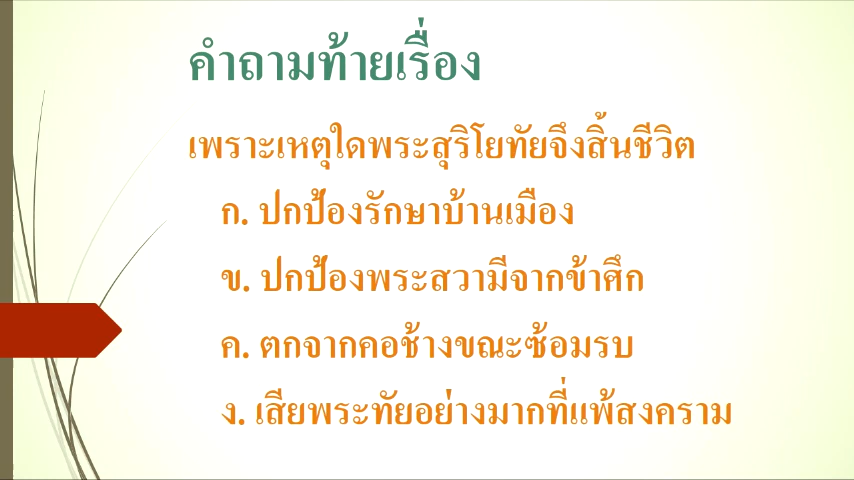 คำถามท้ายเรื่อง
เพราะเหตุใดพระสุริโยทัยจึงสิ้นชีวิต
ก. ปกป้องรักษาบ้านเมือง
ข. ปกป้องพระสวามีจากข้าศึก
ค. ตกจากคอช้างขณะซ้อมรบ
ง. เสียพระทัยอย่างมากที่แพ้สงคราม